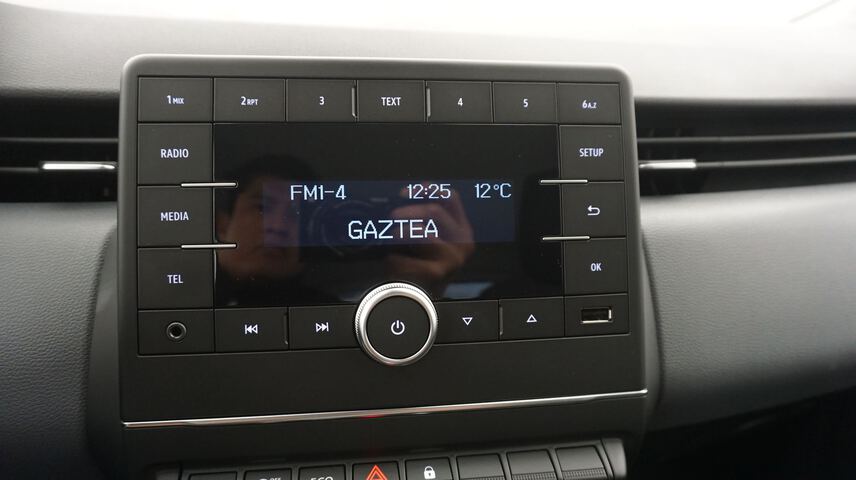 1 MIX 2 RPT 3 TEXT 4 5 6 A.Z
RADIO SETUP
FM1-4 12:25 12°C
MEDIA
GAZTEA
TEL OK